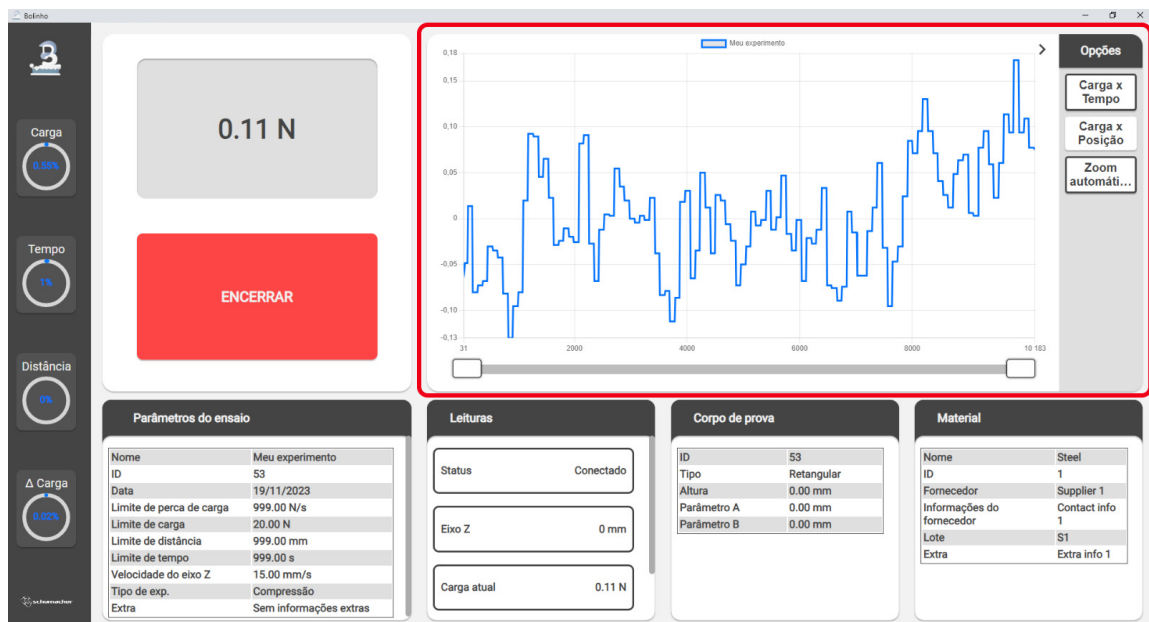 Bolinho
Carga
0.55%
Tempo
1%
Distância
0%
Δ Carga
0.02%
schumacher
0.11 N
ENCERRAR
Meu experimento
0,18
0,15
0,10
0,05
0
-0,05
-0,10
-0,13
31 2000 4000 6000 8000 10.183
Opções
Carga x
Tempo
Carga x
Posição
Zoom
automáti...
Parâmetros do ensaio
Nome Meu experimento
ID 53
Data 19/11/2023
Limite de perca de carga 999.00 N/s
Limite de carga 20.00 N
Limite de distância 999.00 mm
Limite de tempo 999.00 s
Velocidade do eixo Z 15.00 mm/s
Tipo de exp. Compressão
Extra Sem informações extras
Leituras
Status Conectado
Eixo Z 0 mm
Carga atual 0.11 N
Corpo de prova
ID 53
Tipo Retangular
Altura 0.00 mm
Parâmetro A 0.00 mm
Parâmetro B 0.00 mm
Material
Nome Steel
ID 1
Fornecedor Supplier 1
Informações do Contact info
fornecedor 1
Lote S1
Extra Extra info 1